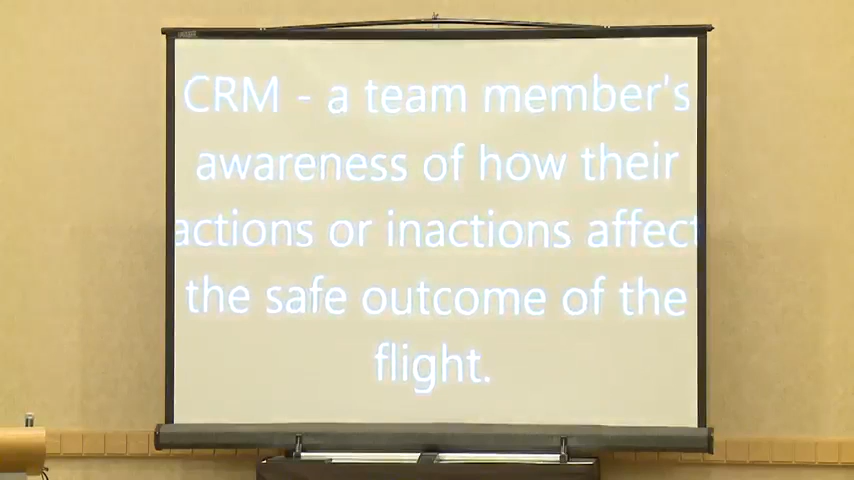 CRM - a team member's
awareness of how their
actions or inactions affect
the safe outcome of the
flight.